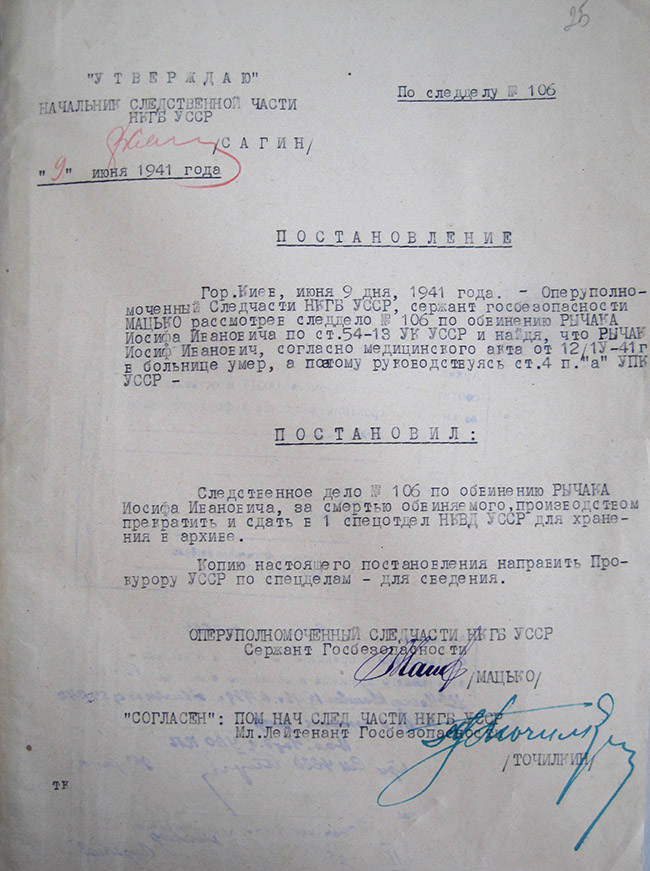 25
"УТВЕРЖДАЮ"
НАЧАЛЬНИК СЛЕДСТВЕННОЙ ЧАСТИ
НКГБ УССР
/САГИН/
"9" июня 1941 года
По следделу № 106
ПОСТАНОВЛЕНИЕ
Гор.Киев, июня 9 дня, 1941 года. - Оперуполно-
моченный Следчасти НКГБ УССР, сержант госбезопасности
МАЦЬКО рассмотрев следдело № 106 по обвинению РЫЧАКА
Иосифа Ивановича по ст.54-13 УК УССР и найдя, что РЫЧАК
Иосиф Иванович, согласно медицинского акта от 12/1У-41г
в больнице умер, а поэтому руководствуясь ст.4 п."а" УПК
УССР -
ПОСТАНОВИЛ:
Следственное дело № 106 по обвинению РЫЧАКА
Иосифа Ивановича, за смертью обвиняемого,производством
прекратить и сдать в 1 спецотдел НКВД УССР для хране-
ния в архиве.
Копию настоящего постановления направить Про-
курору УССР по спецделам - для сведения.
ОПЕРУПОЛНОМОЧЕННЫЙ СЛЕДЧАСТИ НКГБ УССР
Сержант Госбезопасности
/МАЦЬКО/
"СОГЛАСЕН": ПОМ НАЧ СЛЕД ЧАСТИ НКГБ УССР
Мл.Лейтенант Госбезопасности
/ТОЧИЛКИН/
тк